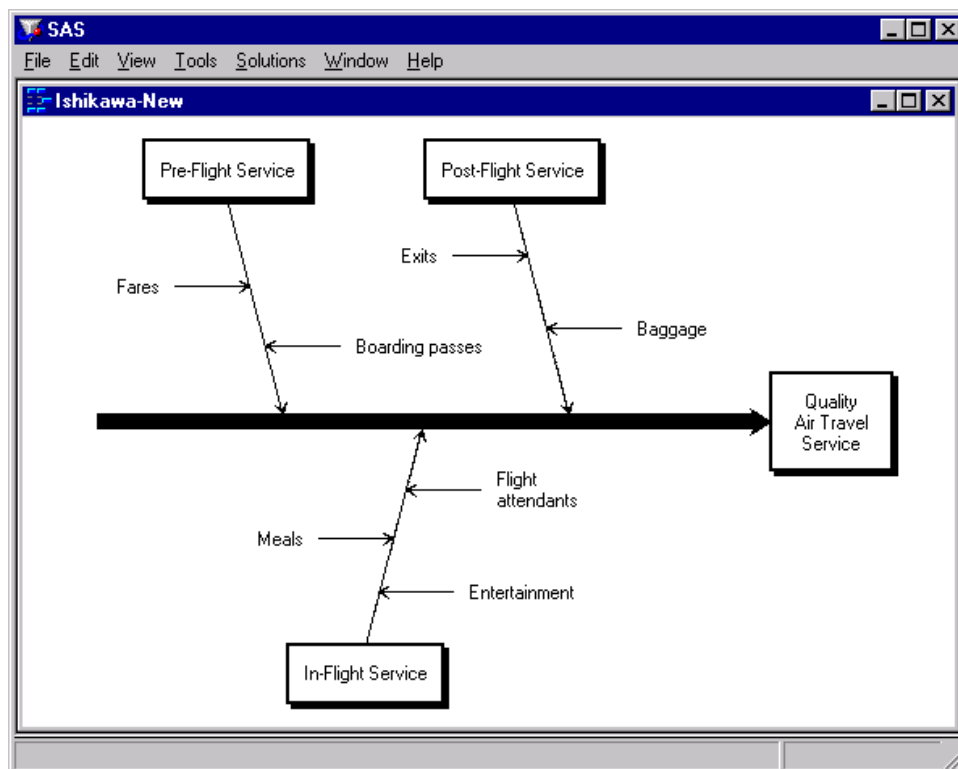 SAS
File Edit View Tools Solutions Window Help
Ishikawa-New
Pre-Flight Service
Post-Flight Service
Exits
Fares
Baggage
Boarding passes
Quality
Air Travel
Service
Flight
attendants
Meals
Entertainment
In-Flight Service